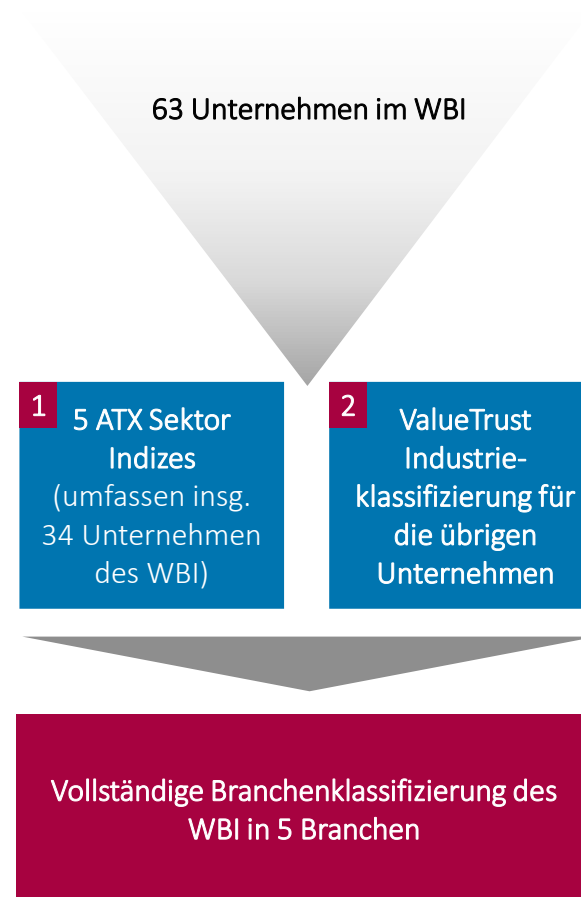 63 Unternehmen im WBI
1
5 ATX Sektor
Indizes
(umfassen insg.
34 Unternehmen
des WBI)
2
ValueTrust
Industrie-
klassifizierung für
die übrigen
Unternehmen
Vollständige Branchenklassifizierung des
WBI in 5 Branchen